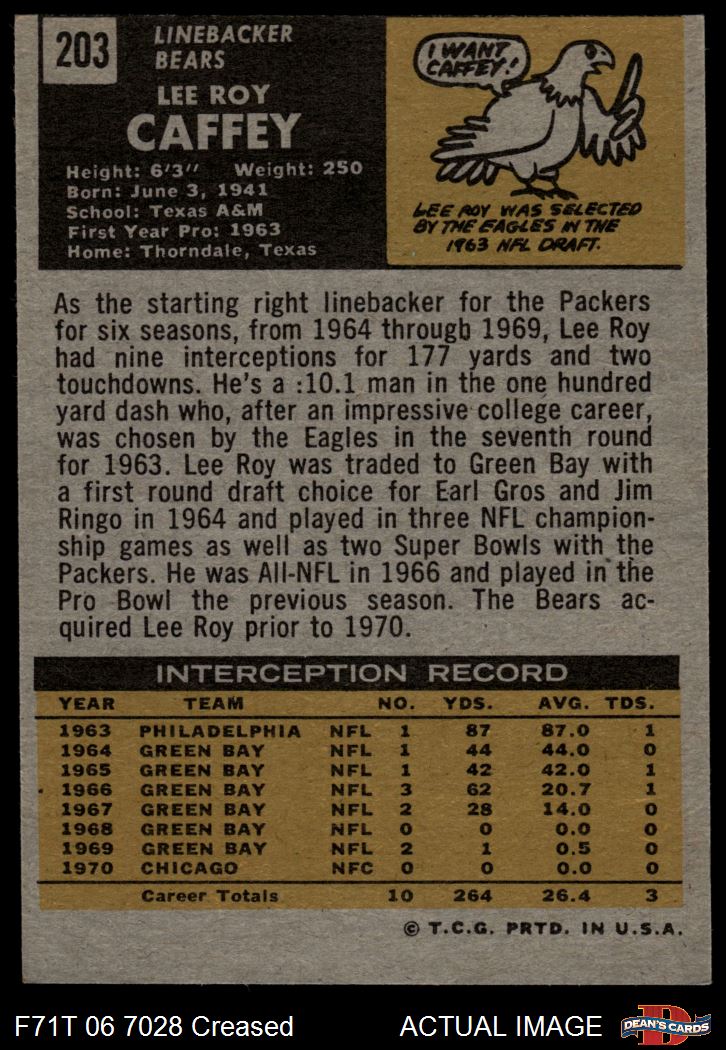 203
LINEBACKER
BEARS
LEE ROY
CAFFEY
Height: 6'3" Weight: 250
Born: June 3, 1941
School: Texas A&M
First Year Pro: 1963
Home: Thorndale, Texas
I WANT
CAFFEY!
LEE ROY WAS SELECTED
BY THE EAGLES IN THE
1963 NFL DRAFT.
As the starting right linebacker for the Packers
for six seasons, from 1964 through 1969, Lee Roy
had nine interceptions for 177 yards and two
touchdowns. He's a :10.1 man in the one hundred
yard dash who, after an impressive college career,
was chosen by the Eagles in the seventh round
for 1963. Lee Roy was traded to Green Bay with
a first round draft choice for Earl Gros and Jim
Ringo in 1964 and played in three NFL champion-
ship games as well as two Super Bowls with the
Packers. He was All-NFL in 1966 and played in the
Pro Bowl the previous season. The Bears ac-
quired Lee Roy prior to 1970.
INTERCEPTION RECORD
YEAR TEAM NO. YDS. AVG. TDS.
1963 PHILADELPHIA NFL 1 87 87.0 1
1964 GREEN BAY NFL 1 44 44.0 0
1965 GREEN BAY NFL 1 42 42.0 1
1966 GREEN BAY NFL 3 62 20.7 1
1967 GREEN BAY NFL 2 28 14.0 0
1968 GREEN BAY NFL 0 0 0.0 0
1969 GREEN BAY NFL 2 1 0.5 0
1970 CHICAGO NFC 0 0 0.0 0
Career Totals 10 264 26.4 3
© T.C.G. PRTD. IN U.S.A.
F71T 06 7028 Creased ACTUAL IMAGE
D
DEAN'S CARDS